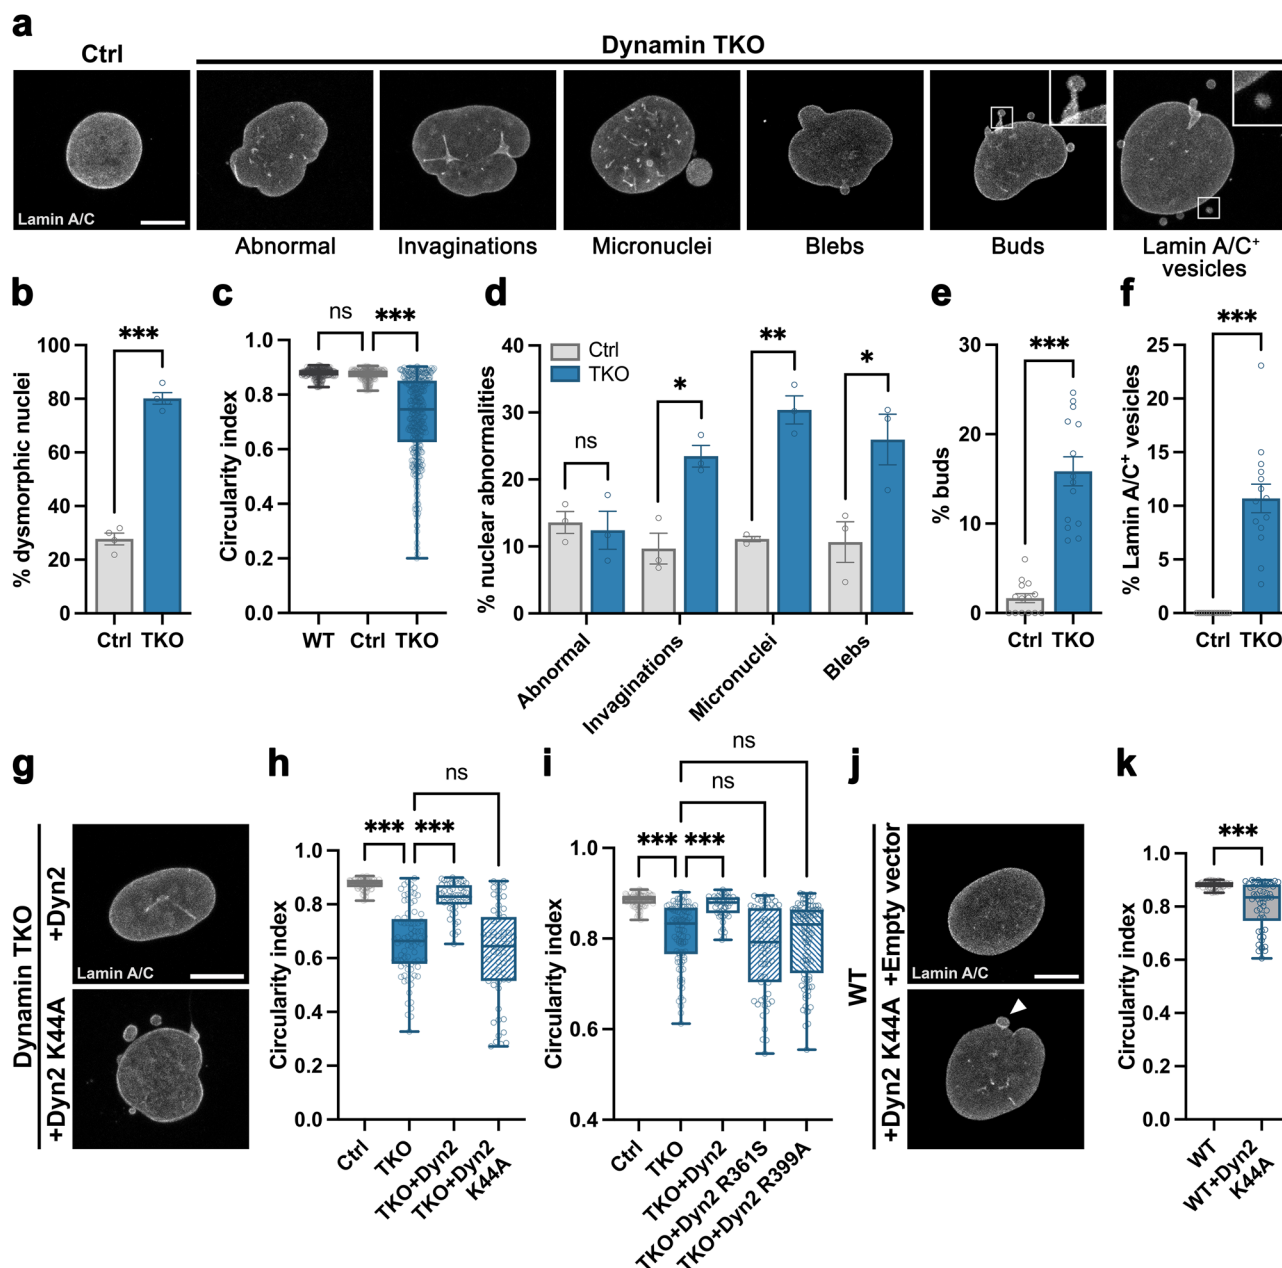 a
Ctrl
Dynamin TKO
Lamin A/C
Abnormal
Invaginations
Micronuclei
Blebs
Buds
Lamin A/C+
vesicles
b
% dysmorphic nuclei
100
80
60
40
20
0
***
Ctrl TKO
c
Circularity index
1.0
0.8
0.6
0.4
0.2
0.0
ns
***
WT Ctrl TKO
d
% nuclear abnormalities
40
30
20
10
0
Ctrl
TKO
ns
*
**
*
Abnormal
Invaginations
Micronuclei
Blebs
e
% buds
30
20
10
0
***
Ctrl TKO
f
% Lamin A/C+ vesicles
25
20
15
10
5
0
***
Ctrl TKO
g
Dynamin TKO
+Dyn2
+Dyn2 K44A
Lamin A/C
h
Circularity index
1.0
0.8
0.6
0.4
0.2
0.0
***
***
ns
Ctrl
TKO
TKO+Dyn2
TKO+Dyn2
K44A
i
Circularity index
1.0
0.8
0.6
0.4
***
***
ns
ns
Ctrl
TKO
TKO+Dyn2
TKO+Dyn2 R361S
TKO+Dyn2 R399A
j
WT
+Empty vector
+Dyn2 K44A
Lamin A/C
k
Circularity index
1.0
0.8
0.6
0.4
0.2
0.0
***
WT
WT+Dyn2
K44A